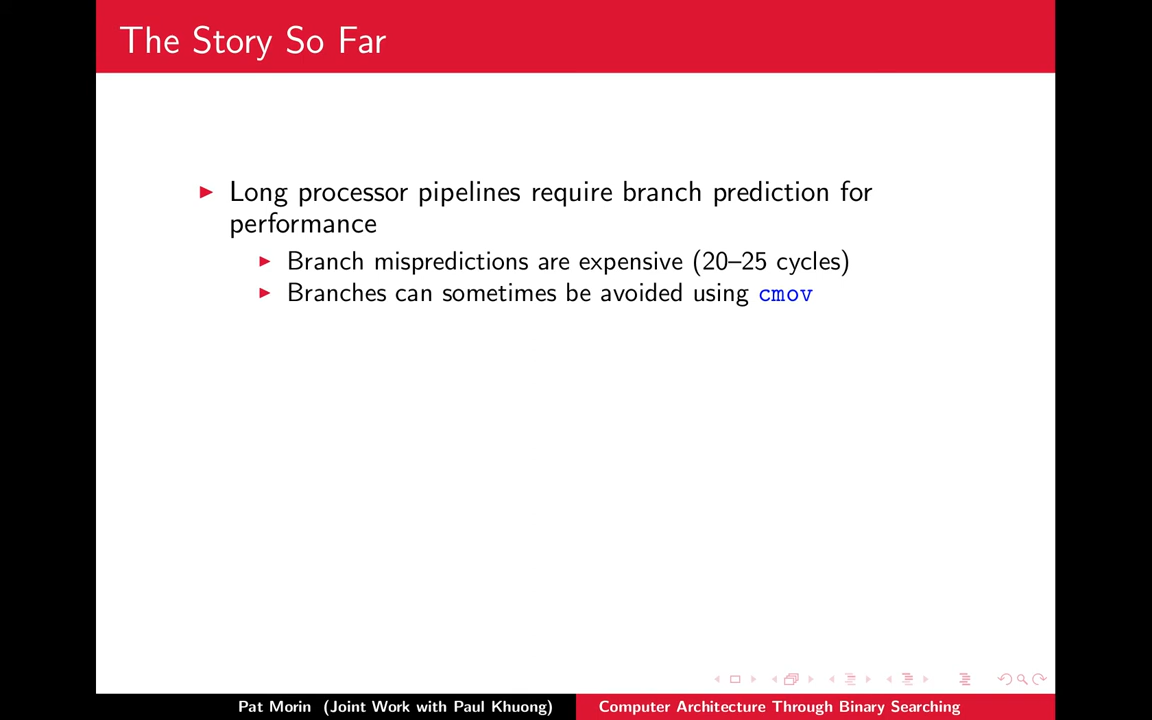 The Story So Far
Long processor pipelines require branch prediction for
performance
Branch mispredictions are expensive (20–25 cycles)
Branches can sometimes be avoided using cmov
Pat Morin (Joint Work with Paul Khuong)
Computer Architecture Through Binary Searching